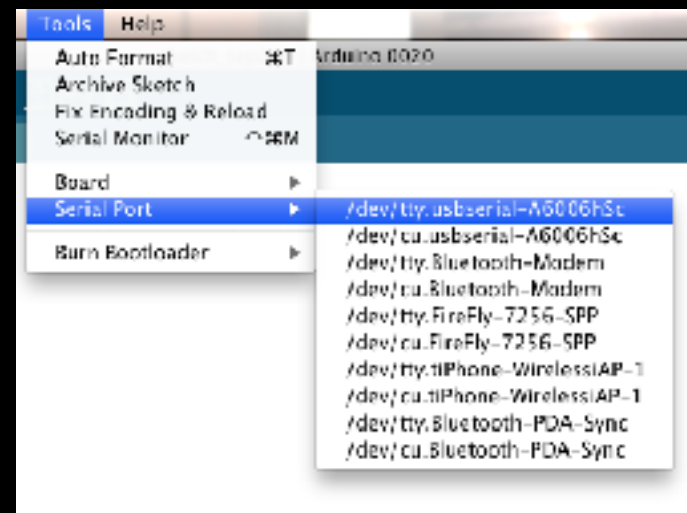 Tools Help
Arduino 0020
Auto Format ⌘T
Archive Sketch
Fix Encoding & Reload
Serial Monitor ⌃⌘M
Board ▶
Serial Port ▶
Burn Bootloader ▶
/dev/tty.usbserial-A6006hSc
/dev/cu.usbserial-A6006hSc
/dev/tty.Bluetooth-Modem
/dev/cu.Bluetooth-Modem
/dev/tty.FireFly-7256-SPP
/dev/cu.FireFly-7256-SPP
/dev/tty.tiPhone-WirelessiAP-1
/dev/cu.tiPhone-WirelessiAP-1
/dev/tty.Bluetooth-PDA-Sync
/dev/cu.Bluetooth-PDA-Sync